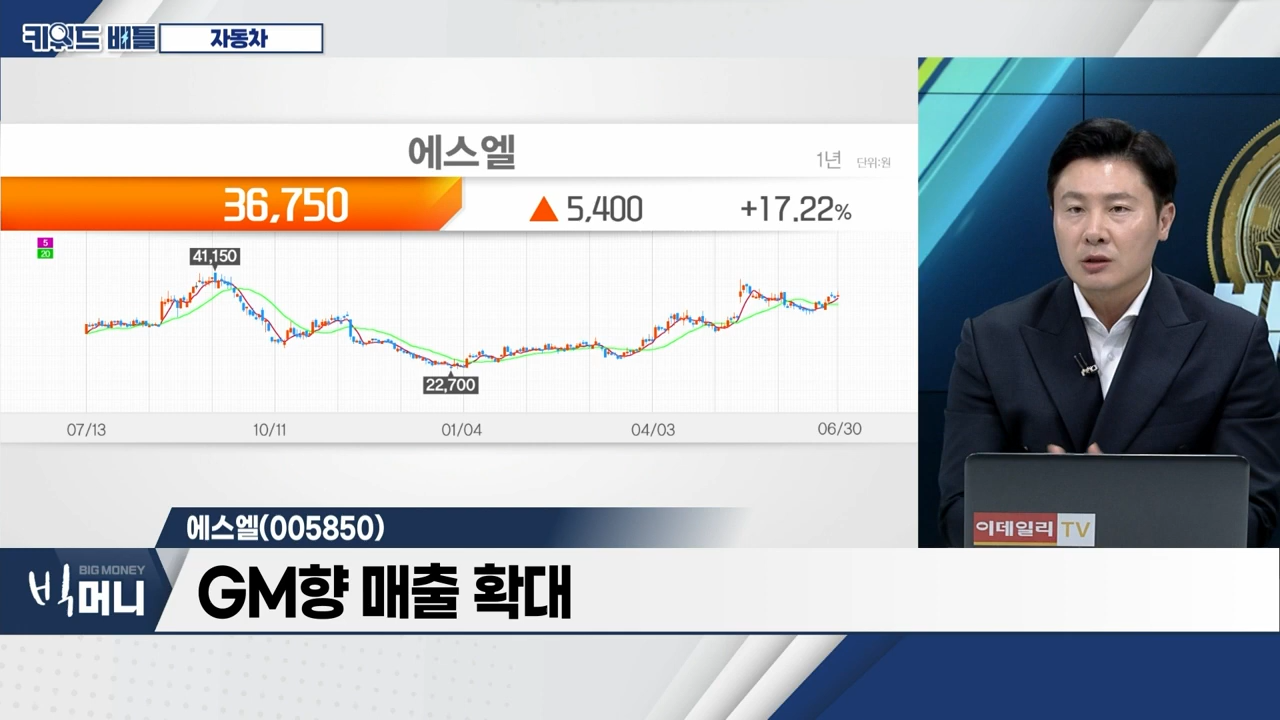 키워드 배틀
자동차
에스엘
1년 단위:원
36,750 ▲ 5,400 +17.22%
5
20
41,150
22,700
07/13 10/11 01/04 04/03 06/30
에스엘(005850)
BIG MONEY
빅머니
GM향 매출 확대
이데일리TV